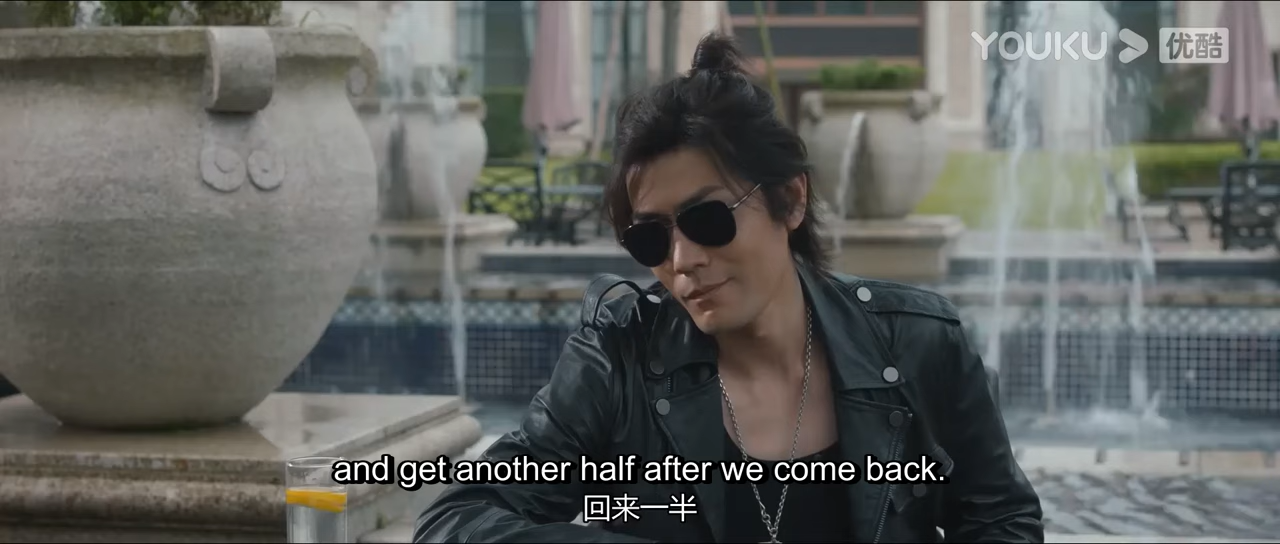 YOUKU 优酷
and get another half after we come back.
回来一半